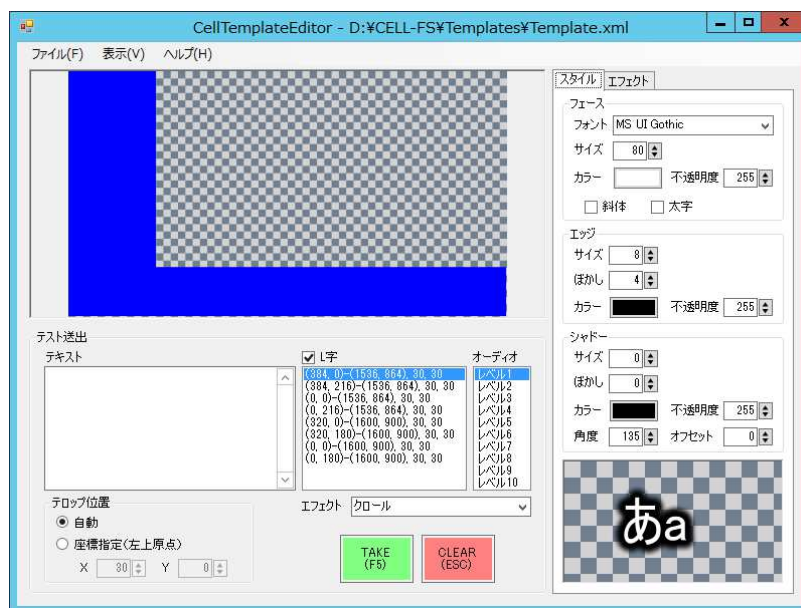 CellTemplateEditor - D:¥CELL-FS¥Templates¥Template.xml
ファイル(F) 表示(V) ヘルプ(H)
スタイル エフェクト
フェース
フォント MS UI Gothic
サイズ 80
カラー 不透明度 255
斜体 太字
エッジ
サイズ 8
ぼかし 4
カラー 不透明度 255
シャドー
サイズ 0
ぼかし 0
カラー 不透明度 255
角度 135 オフセット 0
あa
テスト送出
テキスト
L字
(384, 0)-(1536, 864), 30, 30
(384, 216)-(1536, 864), 30, 30
(0, 0)-(1536, 864), 30, 30
(0, 216)-(1536, 864), 30, 30
(320, 0)-(1600, 900), 30, 30
(320, 180)-(1600, 900), 30, 30
(0, 0)-(1600, 900), 30, 30
(0, 180)-(1600, 900), 30, 30
オーディオ
レベル1
レベル2
レベル3
レベル4
レベル5
レベル6
レベル7
レベル8
レベル9
レベル10
テロップ位置
自動
座標指定(左上原点)
X 30 Y 0
エフェクト クロール
TAKE
(F5)
CLEAR
(ESC)